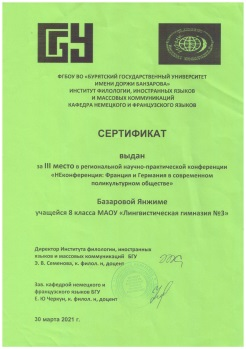 БГУ
ФГБОУ ВО «БУРЯТСКИЙ ГОСУДАРСТВЕННЫЙ УНИВЕРСИТЕТ
ИМЕНИ ДОРЖИ БАНЗАРОВА»
ИНСТИТУТ ФИЛОЛОГИИ, ИНОСТРАННЫХ ЯЗЫКОВ
И МАССОВЫХ КОММУНИКАЦИЙ
КАФЕДРА НЕМЕЦКОГО И ФРАНЦУЗСКОГО ЯЗЫКОВ
СЕРТИФИКАТ
выдан
за III место в региональной научно-практической конференции
«НЕконференции: Франция и Германия в современном
поликультурном обществе»
Базаровой Янжиме
учащейся 8 класса МАОУ «Лингвистическая гимназия №3»
Директор Института филологии, иностранных
языков и массовых коммуникаций БГУ
Э. В. Семенова, к. филол. н, доцент
Зав. кафедрой немецкого и
французского языков БГУ
Е. Ю Черкун, к. филол. н, доцент
30 марта 2021 г.